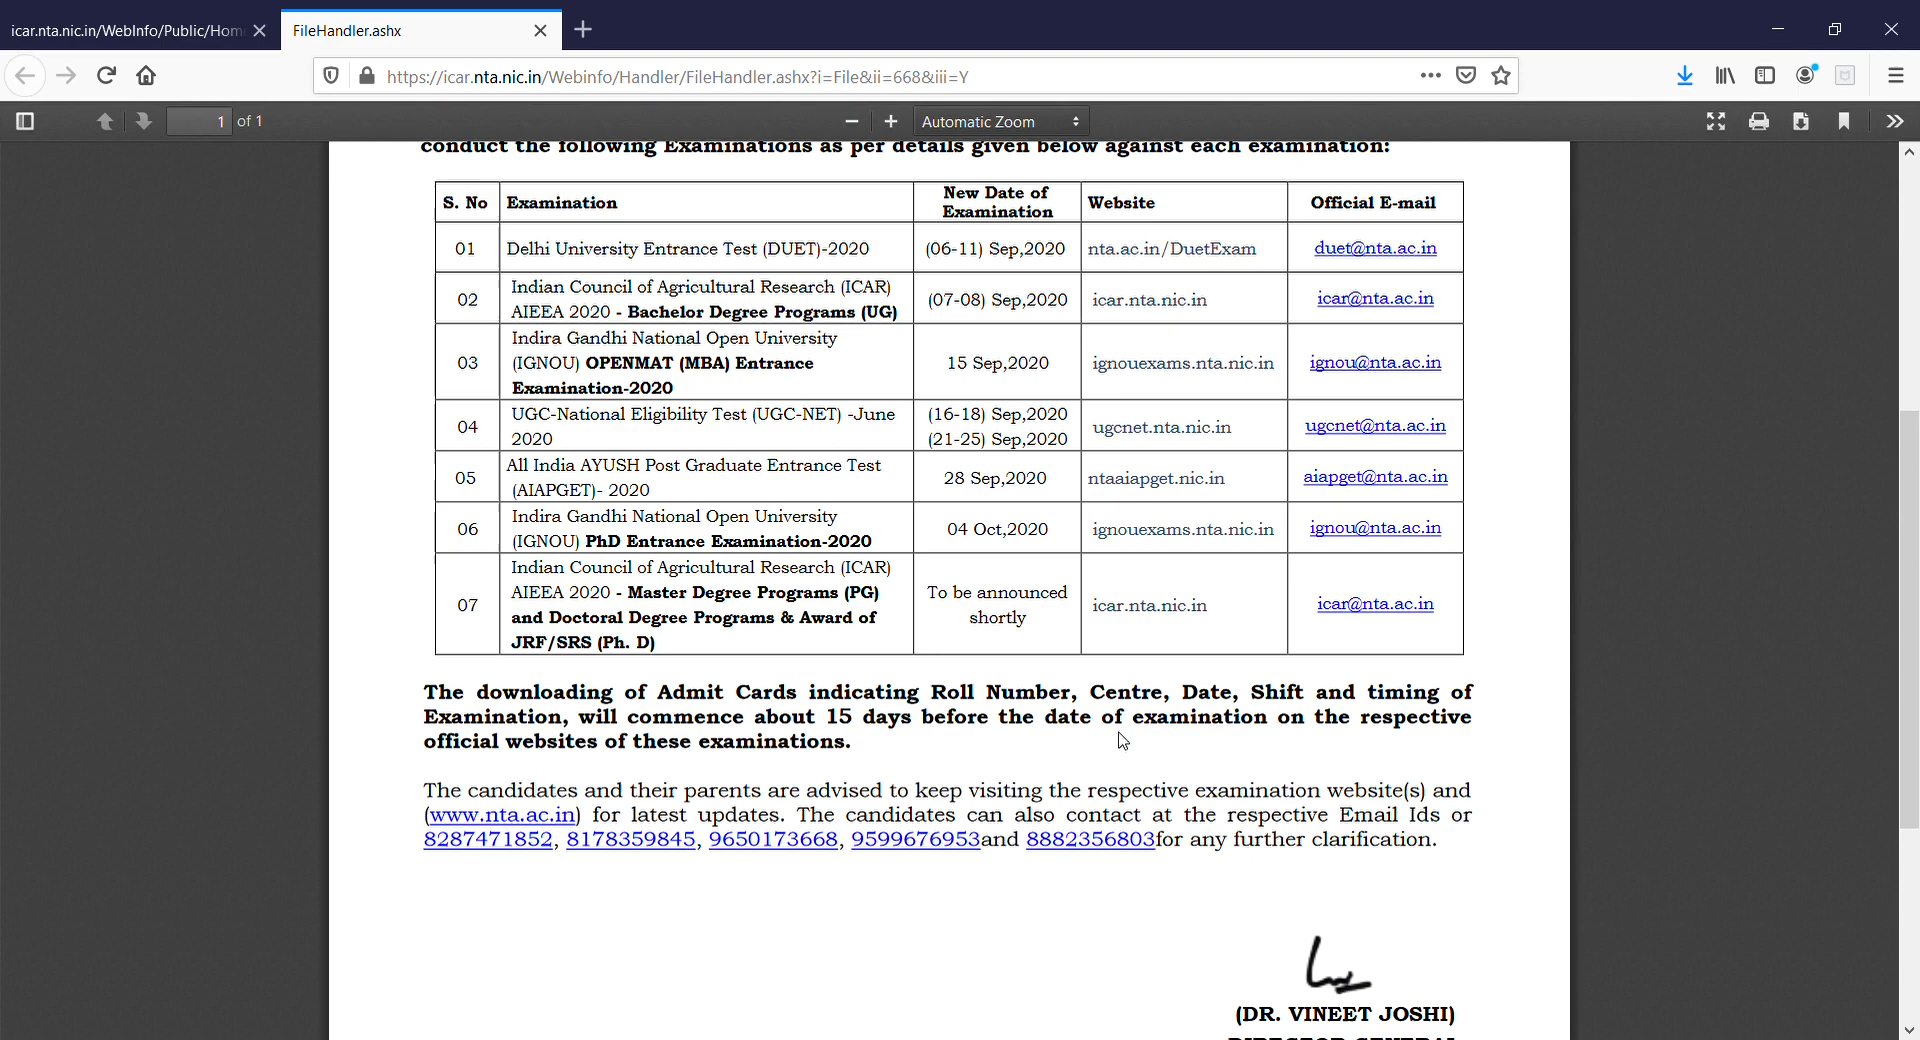 icar.nta.nic.in/WebInfo/Public/Hom
FileHandler.ashx
https://icar.nta.nic.in/Webinfo/Handler/FileHandler.ashx?i=File&ii=668&iii=Y
1 of 1
Automatic Zoom
conduct the following Examinations as per details given below against each examination:
S. No Examination New Date of Examination Website Official E-mail
01 Delhi University Entrance Test (DUET)-2020 (06-11) Sep,2020 nta.ac.in/DuetExam duet@nta.ac.in
02 Indian Council of Agricultural Research (ICAR)
AIEEA 2020 - Bachelor Degree Programs (UG) (07-08) Sep,2020 icar.nta.nic.in icar@nta.ac.in
03 Indira Gandhi National Open University
(IGNOU) OPENMAT (MBA) Entrance
Examination-2020 15 Sep,2020 ignouexams.nta.nic.in ignou@nta.ac.in
04 UGC-National Eligibility Test (UGC-NET) -June
2020 (16-18) Sep,2020
(21-25) Sep,2020 ugcnet.nta.nic.in ugcnet@nta.ac.in
05 All India AYUSH Post Graduate Entrance Test
(AIAPGET)- 2020 28 Sep,2020 ntaaiapget.nic.in aiapget@nta.ac.in
06 Indira Gandhi National Open University
(IGNOU) PhD Entrance Examination-2020 04 Oct,2020 ignouexams.nta.nic.in ignou@nta.ac.in
07 Indian Council of Agricultural Research (ICAR)
AIEEA 2020 - Master Degree Programs (PG)
and Doctoral Degree Programs & Award of
JRF/SRS (Ph. D) To be announced
shortly icar.nta.nic.in icar@nta.ac.in
The downloading of Admit Cards indicating Roll Number, Centre, Date, Shift and timing of
Examination, will commence about 15 days before the date of examination on the respective
official websites of these examinations.
The candidates and their parents are advised to keep visiting the respective examination website(s) and
(www.nta.ac.in) for latest updates. The candidates can also contact at the respective Email Ids or
8287471852, 8178359845, 9650173668, 9599676953and 8882356803for any further clarification.
(DR. VINEET JOSHI)
DIRECTOR GENERAL